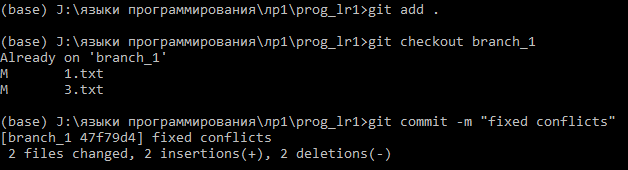 (base) J:\языки программирования\лр1\prog_lr1>git add .
(base) J:\языки программирования\лр1\prog_lr1>git checkout branch_1
Already on 'branch_1'
M       1.txt
M       3.txt
(base) J:\языки программирования\лр1\prog_lr1>git commit -m "fixed conflicts"
[branch_1 47f79d4] fixed conflicts
 2 files changed, 2 insertions(+), 2 deletions(-)